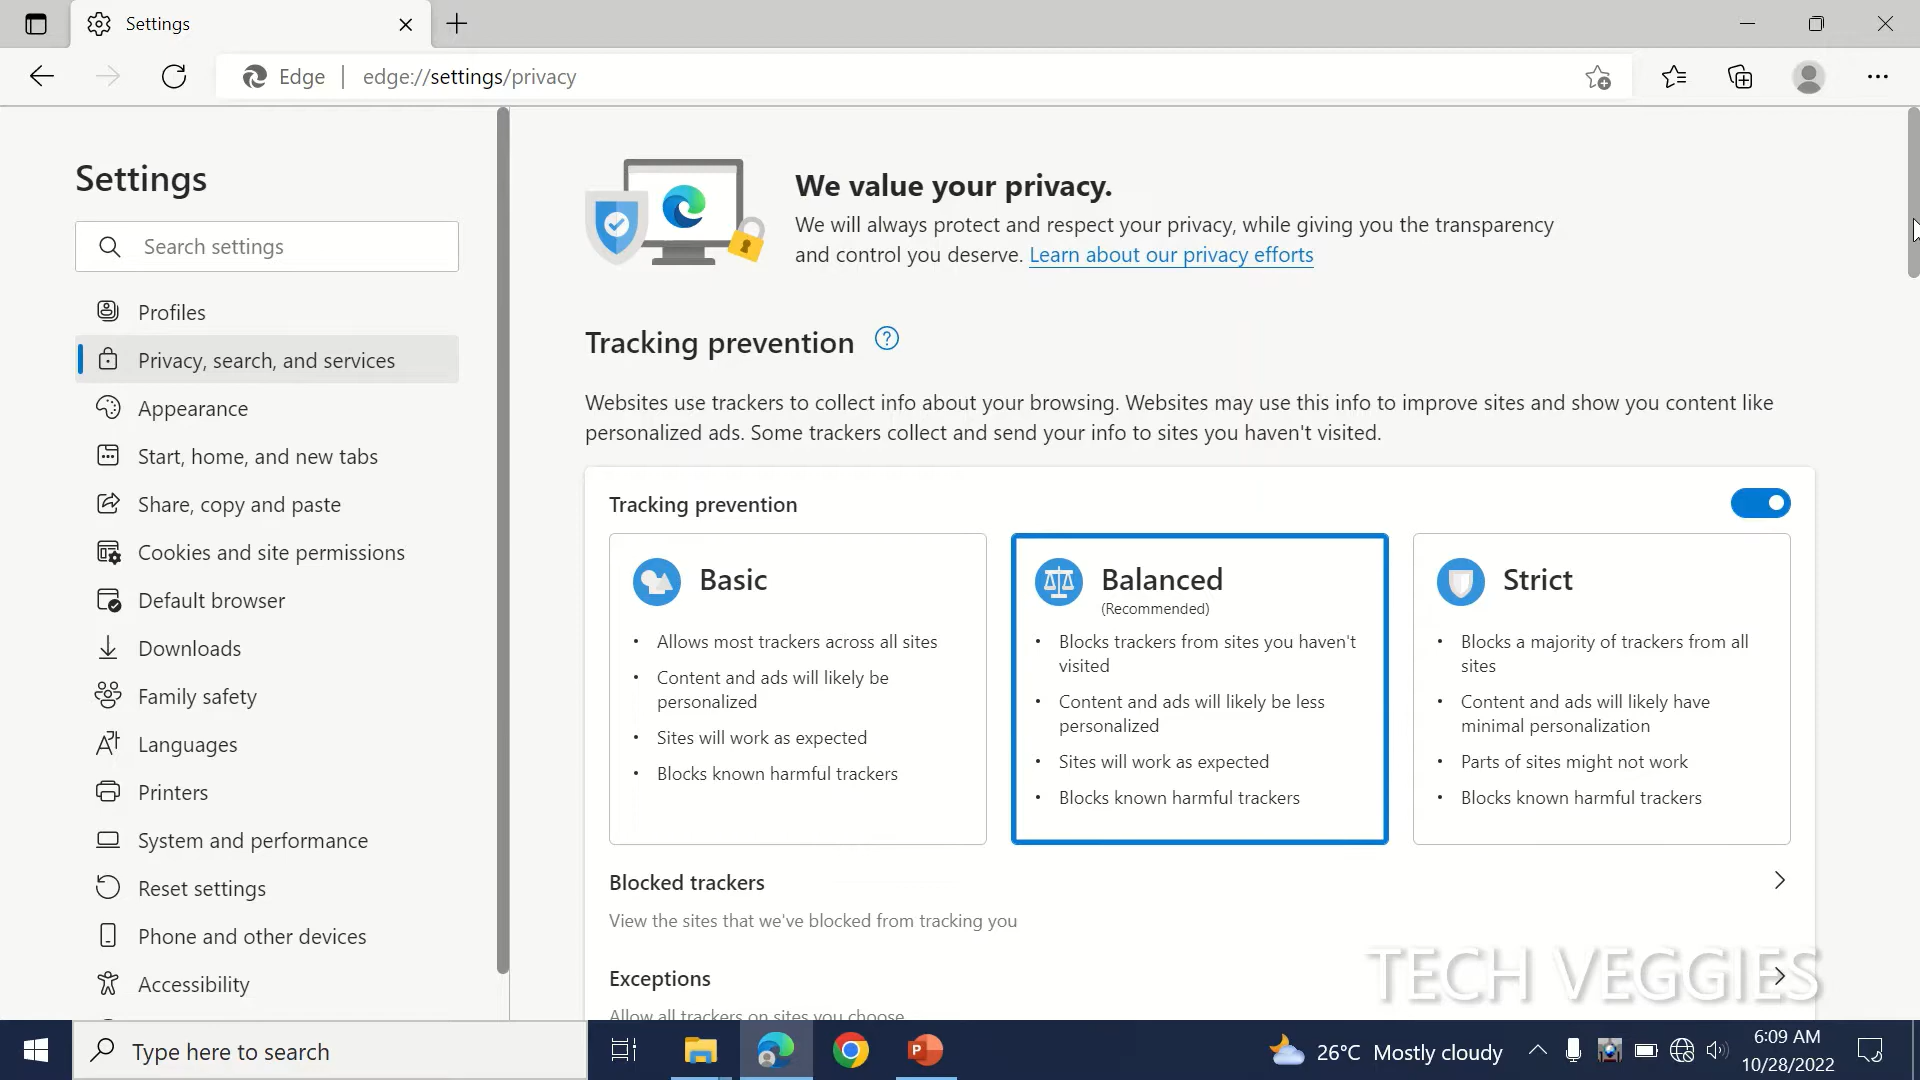 Settings
Edge
edge://settings/privacy
Settings
Search settings
Profiles
Privacy, search, and services
Appearance
Start, home, and new tabs
Share, copy and paste
Cookies and site permissions
Default browser
Downloads
Family safety
Languages
Printers
System and performance
Reset settings
Phone and other devices
Accessibility
We value your privacy.
We will always protect and respect your privacy, while giving you the transparency
and control you deserve. Learn about our privacy efforts
Tracking prevention
Websites use trackers to collect info about your browsing. Websites may use this info to improve sites and show you content like
personalized ads. Some trackers collect and send your info to sites you haven't visited.
Tracking prevention
Basic
Allows most trackers across all sites
Content and ads will likely be
personalized
Sites will work as expected
Blocks known harmful trackers
Balanced
(Recommended)
Blocks trackers from sites you haven't
visited
Content and ads will likely be less
personalized
Sites will work as expected
Blocks known harmful trackers
Strict
Blocks a majority of trackers from all
sites
Content and ads will likely have
minimal personalization
Parts of sites might not work
Blocks known harmful trackers
Blocked trackers
View the sites that we've blocked from tracking you
Exceptions
Allow all trackers on sites you choose
TECH VEGGIES
Type here to search
26°C Mostly cloudy
6:09 AM
10/28/2022